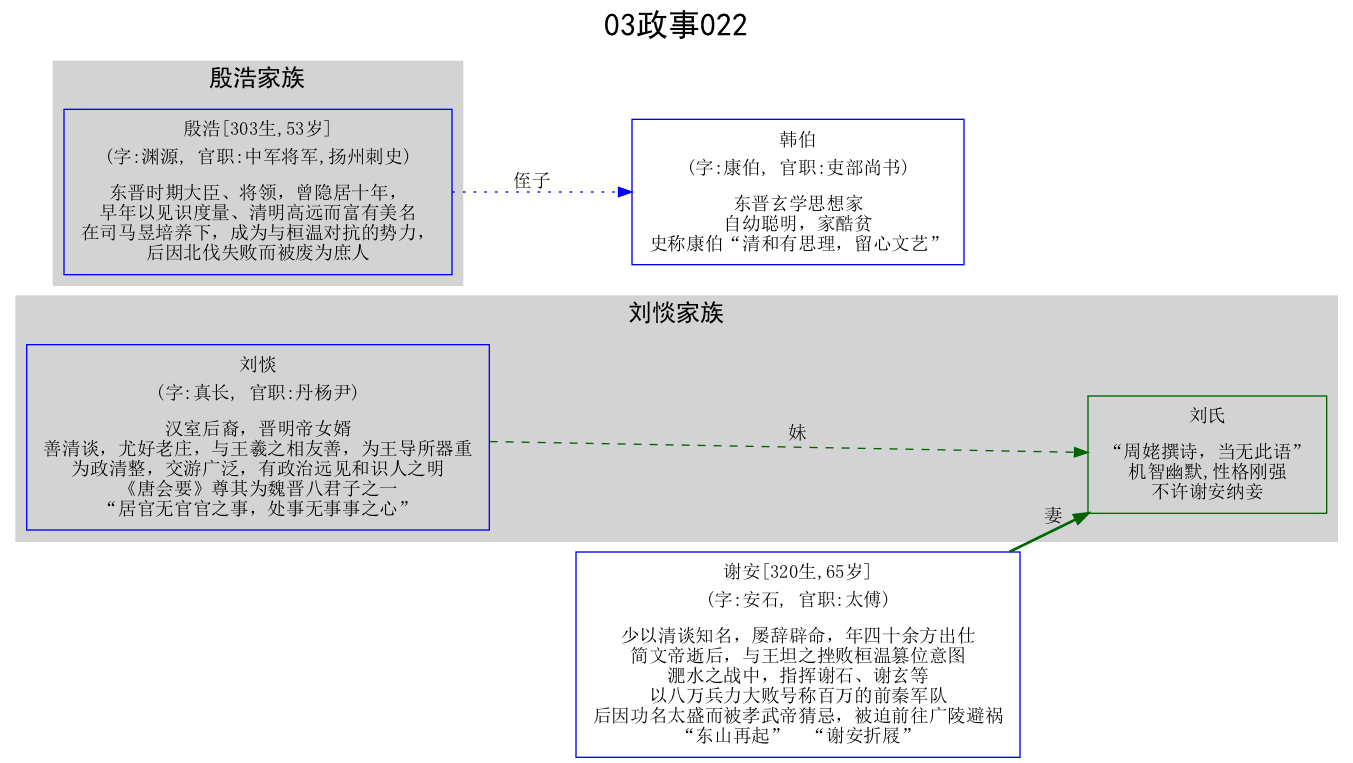 03政事022
殷浩家族
殷浩[303生,53岁]
(字:渊源, 官职:中军将军,扬州刺史)
东晋时期大臣、将领，曾隐居十年，
早年以见识度量、清明高远而富有美名
在司马昱培养下，成为与桓温对抗的势力，
后因北伐失败而被废为庶人
侄子
韩伯
(字:康伯, 官职:吏部尚书)
东晋玄学思想家
自幼聪明，家酷贫
史称康伯“清和有思理，留心文艺”
刘惔家族
刘惔
(字:真长, 官职:丹杨尹)
汉室后裔，晋明帝女婿
善清谈，尤好老庄，与王羲之相友善，为王导所器重
为政清整，交游广泛，有政治远见和识人之明
《唐会要》尊其为魏晋八君子之一
“居官无官官之事，处事无事事之心”
妹
刘氏
“周姥撰诗，当无此语”
机智幽默,性格刚强
不许谢安纳妾
妻
谢安[320生,65岁]
(字:安石, 官职:太傅)
少以清谈知名，屡辞辟命，年四十余方出仕
简文帝逝后，与王坦之挫败桓温篡位意图
淝水之战中，指挥谢石、谢玄等
以八万兵力大败号称百万的前秦军队
后因功名太盛而被孝武帝猜忌，被迫前往广陵避祸
“东山再起” “谢安折屐”